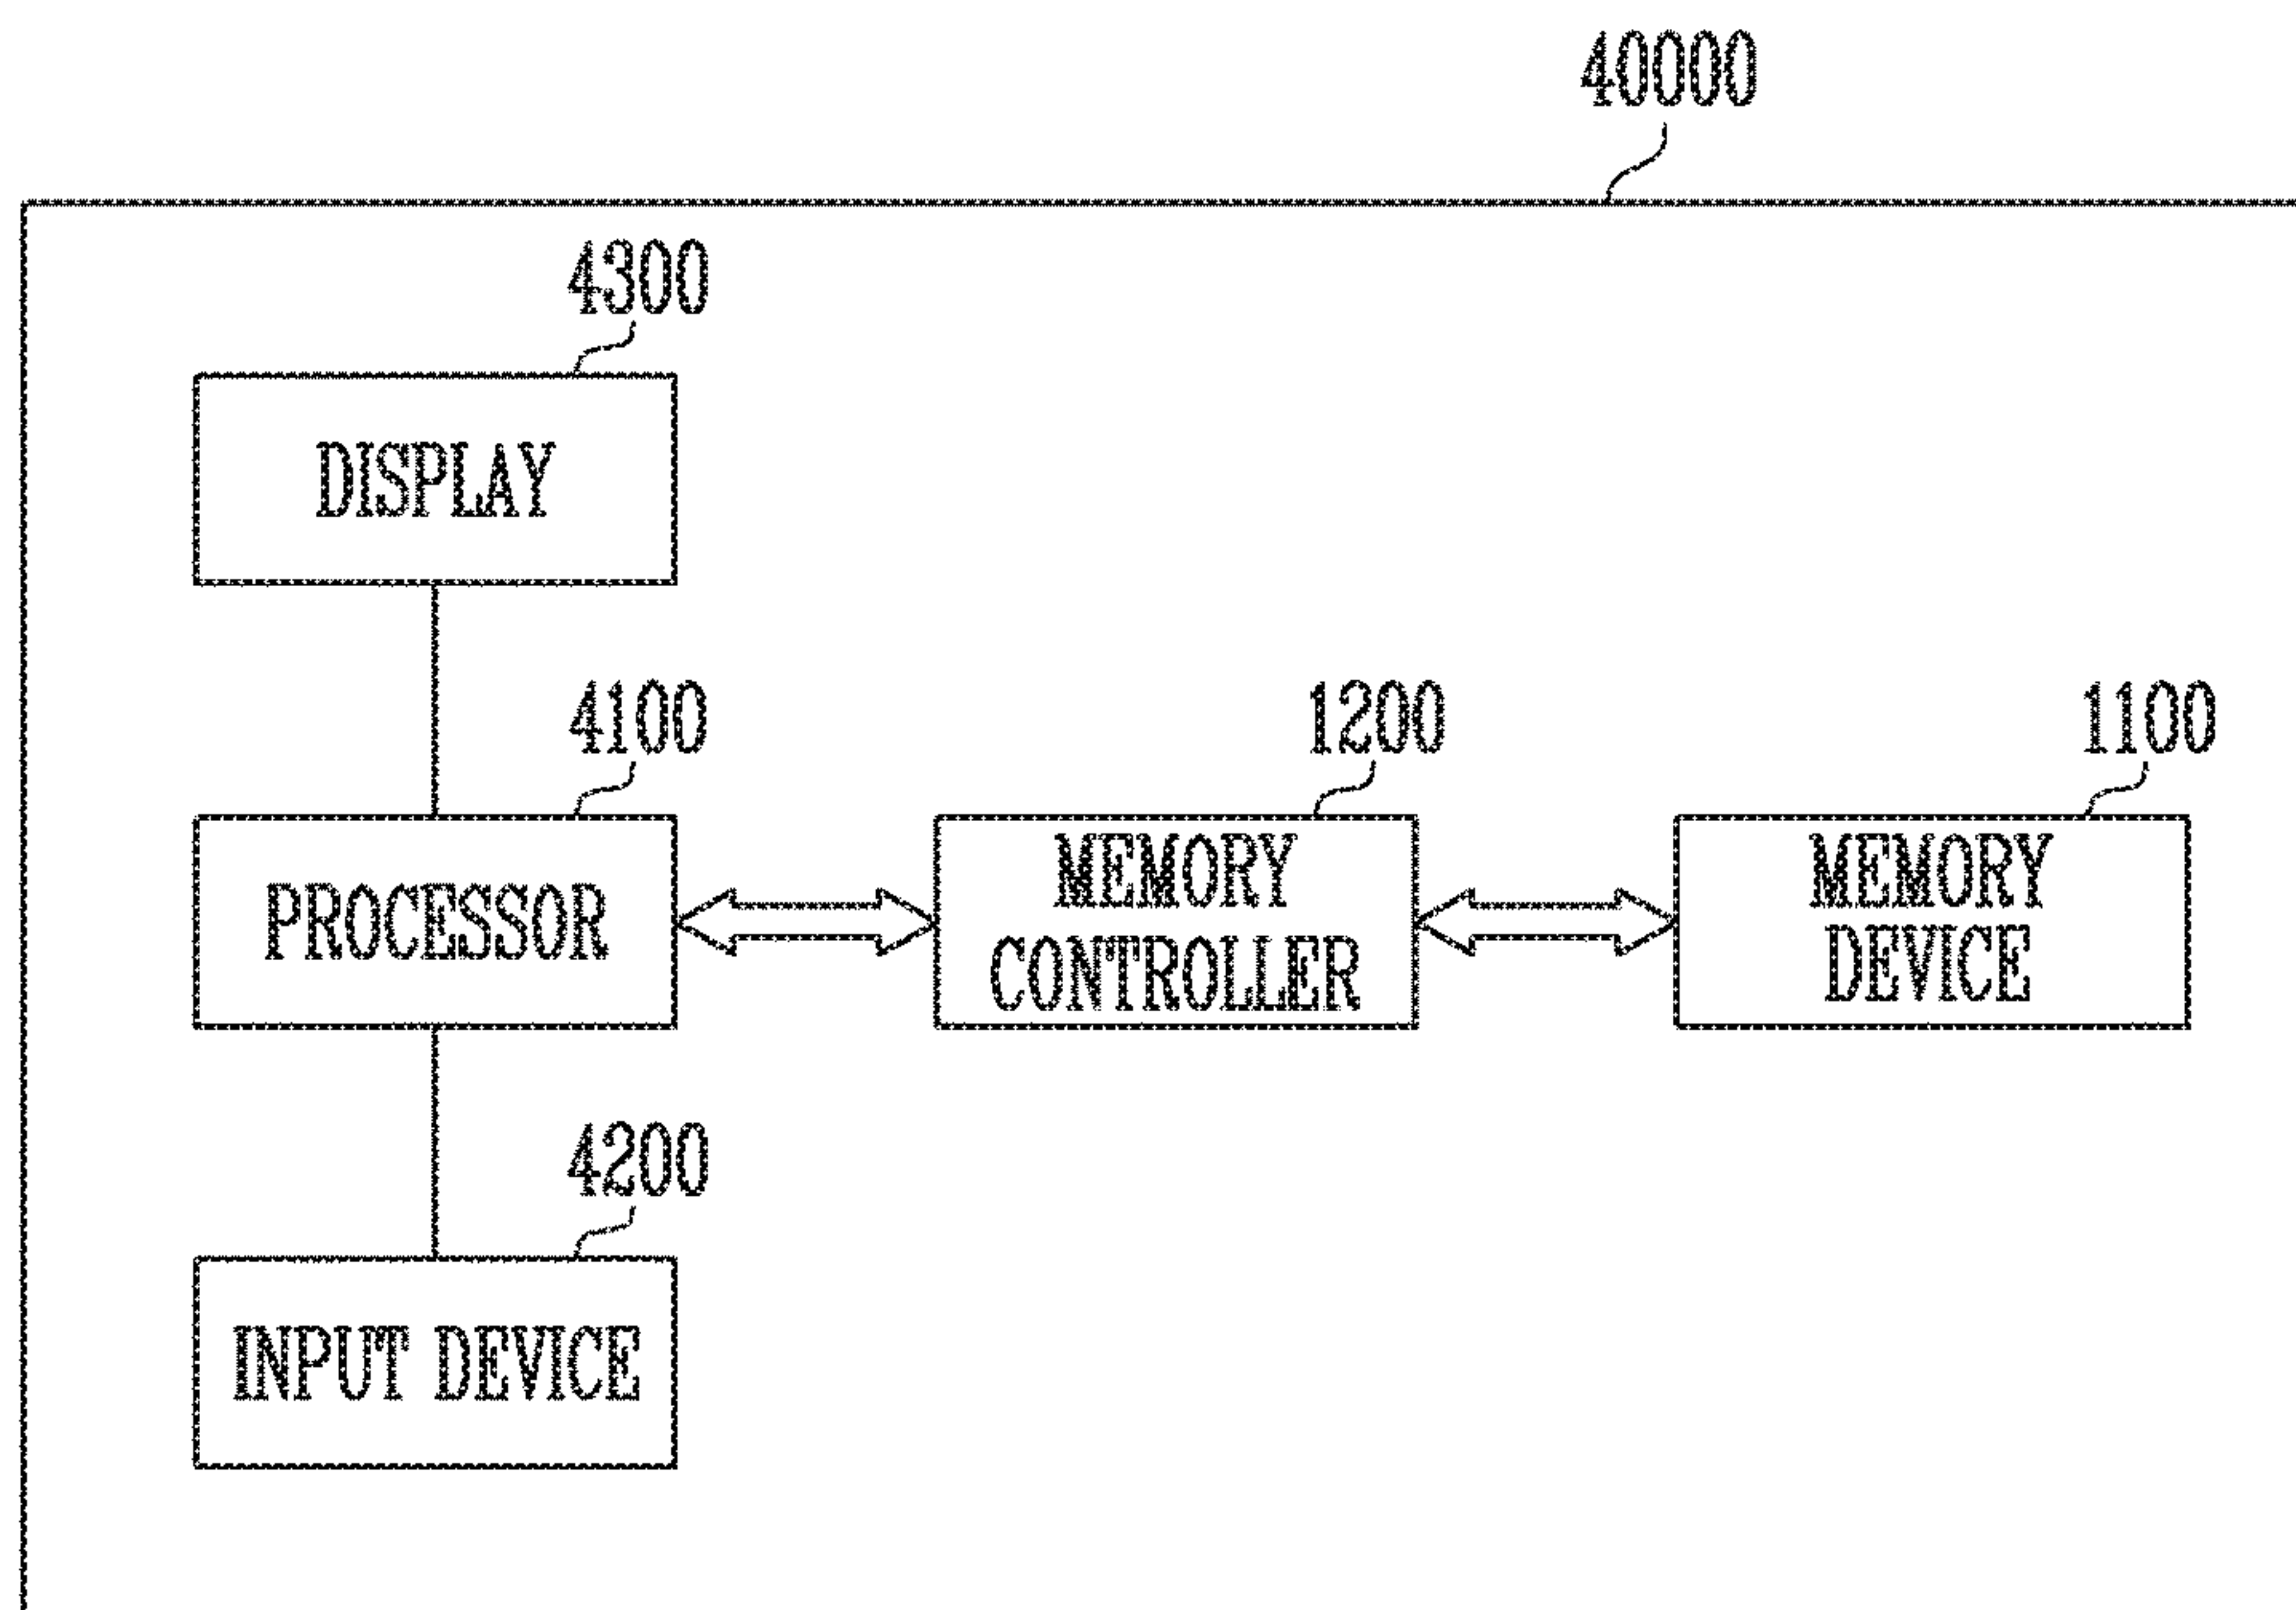 40000
4300
DISPLAY
4100
PROCESSOR
1200
MEMORY
CONTROLLER
1100
MEMORY
DEVICE
4200
INPUT DEVICE